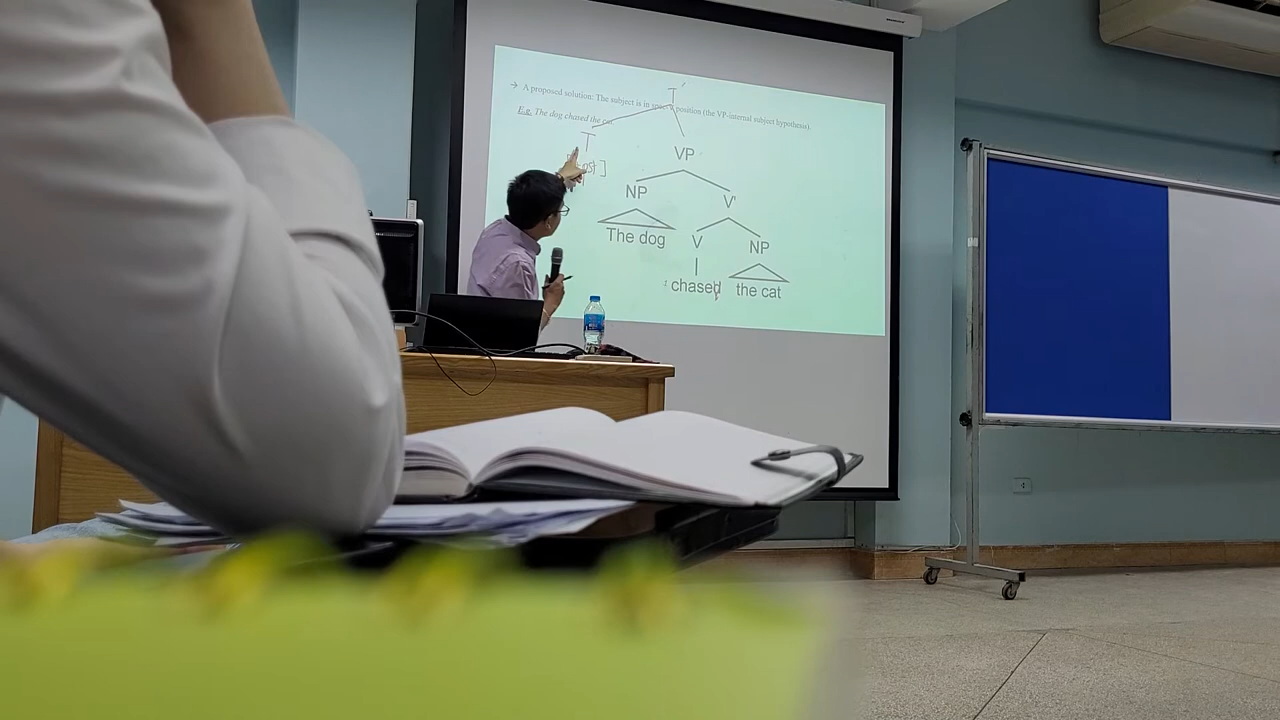 → A proposed solution: The subject is in spec-V position (the VP-internal subject hypothesis).
E.g. The dog chased the cat
T'
T
VP
NP
V'
The dog
V
NP
chased
the cat